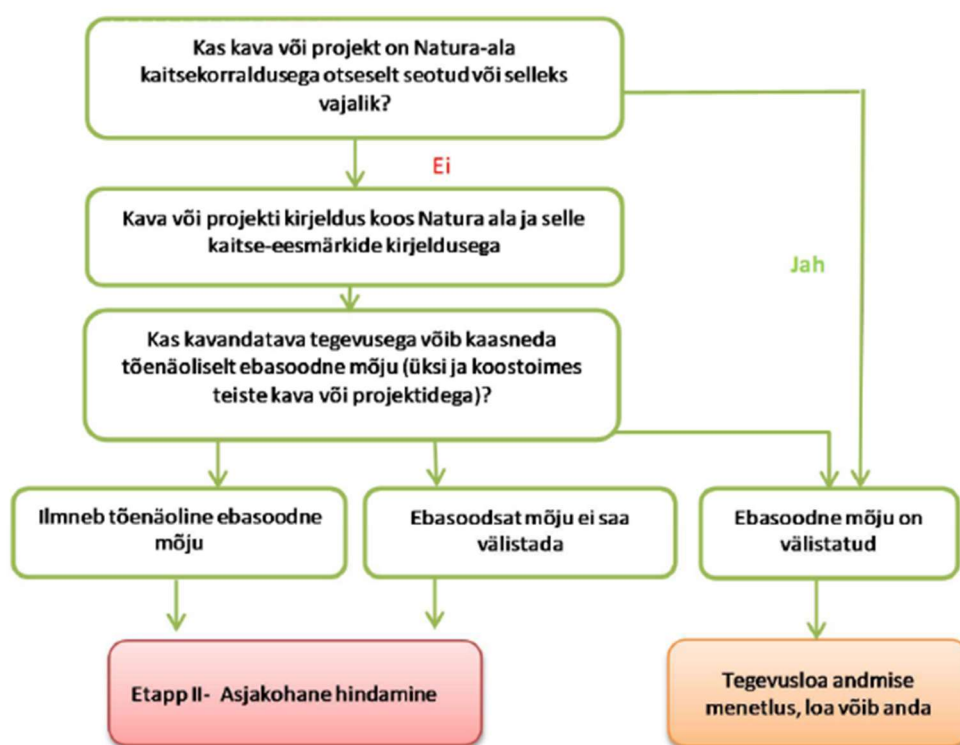 Kas kava või projekt on Natura-ala
kaitsekorraldusega otseselt seotud või selleks
vajalik?
Ei
Kava või projekti kirjeldus koos Natura ala ja selle
kaitse-eesmärkide kirjeldusega
Jah
Kas kavandatava tegevusega võib kaasneda
tõenäoliselt ebasoodne mõju (üksi ja koostoimes
teiste kava või projektidega)?
Ilmneb tõenäoline ebasoodne
mõju
Ebasoodsat mõju ei saa
välistada
Ebasoodne mõju on
välistatud
Etapp II- Asjakohane hindamine
Tegevusloa andmise
menetlus, loa võib anda